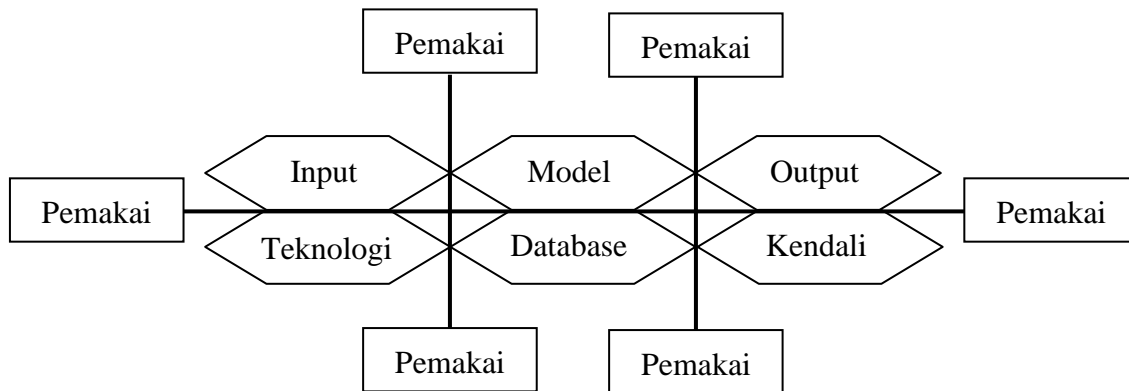 Pemakai
Pemakai
Input
Model
Output
Pemakai
Pemakai
Teknologi
Database
Kendali
Pemakai
Pemakai